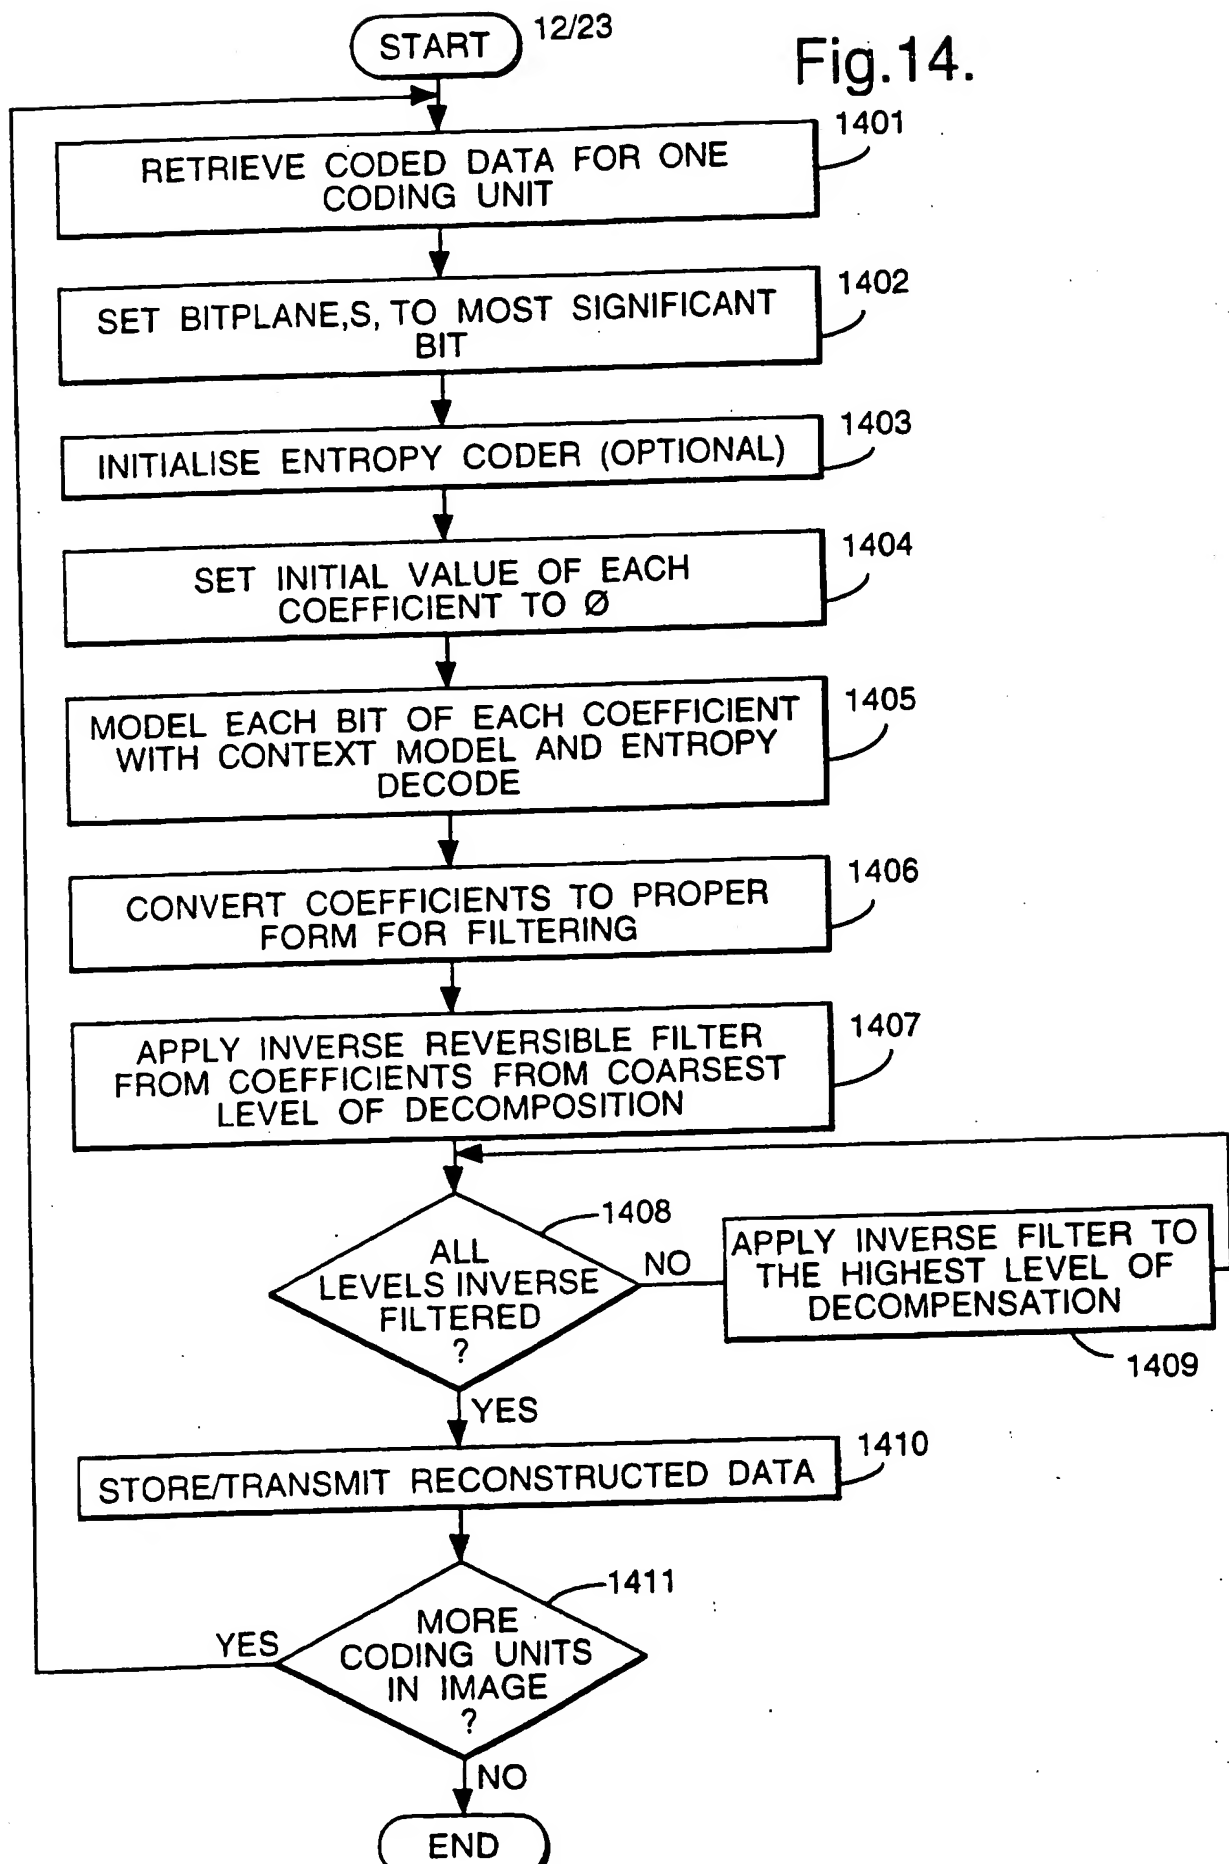 START
12/23
Fig.14.
1401
RETRIEVE CODED DATA FOR ONE
CODING UNIT
1402
SET BITPLANE,S, TO MOST SIGNIFICANT
BIT
1403
INITIALISE ENTROPY CODER (OPTIONAL)
1404
SET INITIAL VALUE OF EACH
COEFFICIENT TO Ø
1405
MODEL EACH BIT OF EACH COEFFICIENT
WITH CONTEXT MODEL AND ENTROPY
DECODE
1406
CONVERT COEFFICIENTS TO PROPER
FORM FOR FILTERING
1407
APPLY INVERSE REVERSIBLE FILTER
FROM COEFFICIENTS FROM COARSEST
LEVEL OF DECOMPOSITION
1408
ALL
LEVELS INVERSE
FILTERED
?
NO
APPLY INVERSE FILTER TO
THE HIGHEST LEVEL OF
DECOMPENSATION
1409
YES
1410
STORE/TRANSMIT RECONSTRUCTED DATA
1411
MORE
CODING UNITS
IN IMAGE
?
YES
NO
END